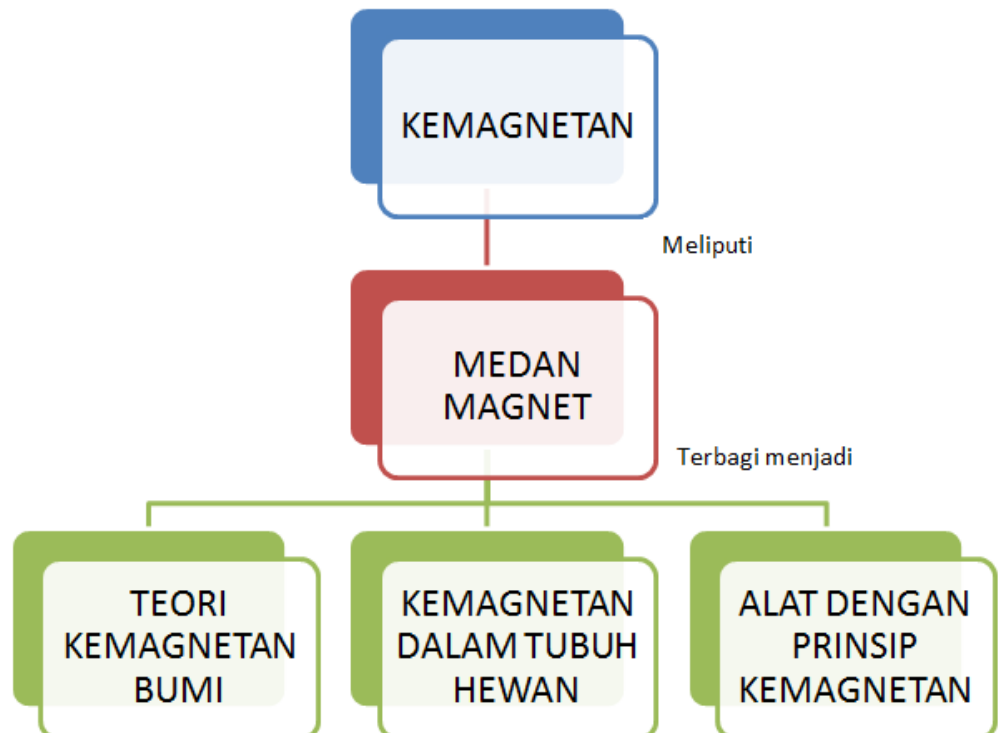 KEMAGNETAN
Meliputi
MEDAN
MAGNET
Terbagi menjadi
TEORI
KEMAGNETAN
BUMI
KEMAGNETAN
DALAM TUBUH
HEWAN
ALAT DENGAN
PRINSIP
KEMAGNETAN